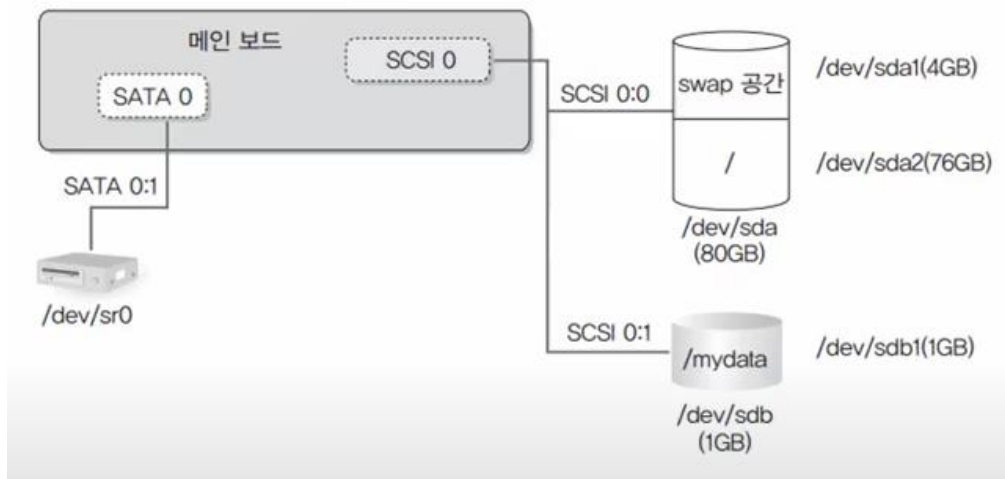 메인 보드
SCSI 0
SATA 0
SATA 0:1
/dev/sr0
SCSI 0:0
swap 공간
/dev/sda1(4GB)
/
/dev/sda2(76GB)
/dev/sda
(80GB)
SCSI 0:1
/mydata
/dev/sdb1(1GB)
/dev/sdb
(1GB)